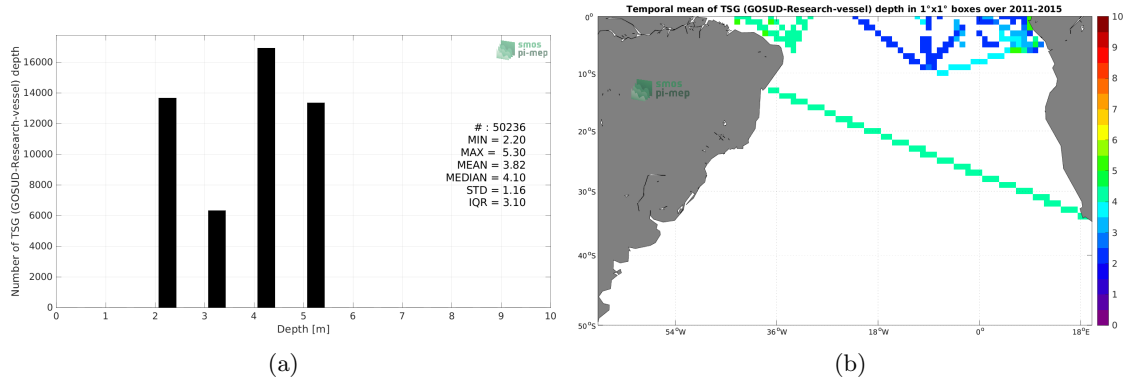 Number of TSG (GOSUD-Research-vessel) depth
16000
14000
12000
10000
8000
6000
4000
2000
0
0 1 2 3 4 5 6 7 8 9 10
Depth [m]
smos
pi-mep
# : 50236
MIN = 2.20
MAX = 5.30
MEAN = 3.82
MEDIAN = 4.10
STD = 1.16
IQR = 3.10
(a)
Temporal mean of TSG (GOSUD-Research-vessel) depth in 1°x1° boxes over 2011-2015
0°
10°S
20°S
30°S
40°S
50°S
54°W 36°W 18°W 0° 18°E
smos
pi-mep
10
9
8
7
6
5
4
3
2
1
0
(b)